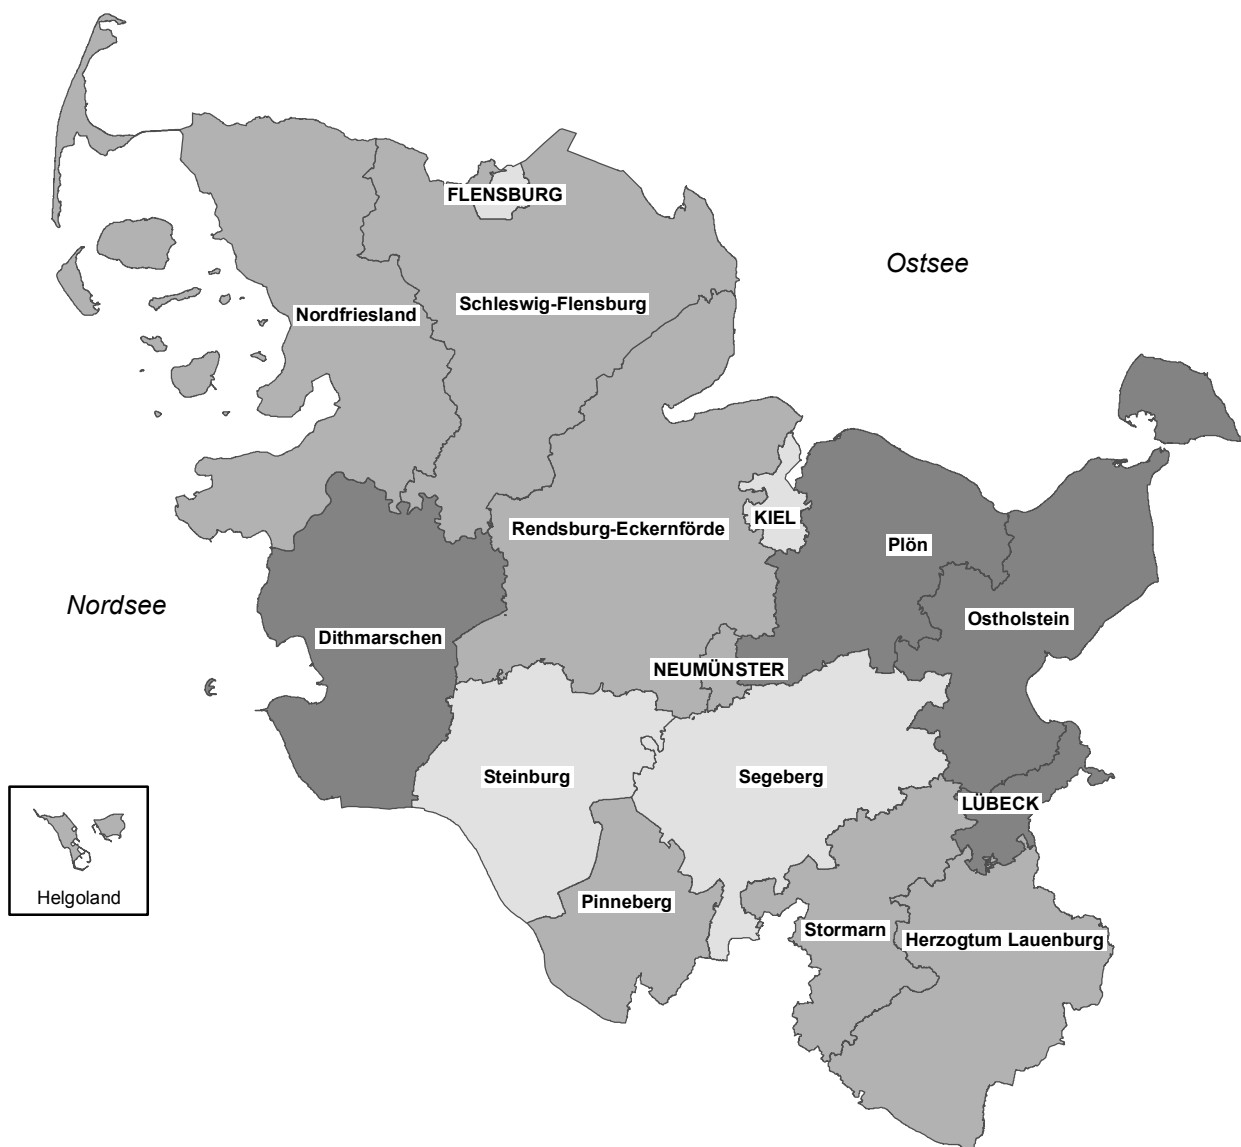 FLENSBURG
Ostsee
Schleswig-Flensburg
Nordfriesland
KIEL
Rendsburg-Eckernförde
Plön
Nordsee
Ostholstein
Dithmarschen
NEUMÜNSTER
Steinburg
Segeberg
LÜBECK
Helgoland
Pinneberg
Stormarn
Herzogtum Lauenburg